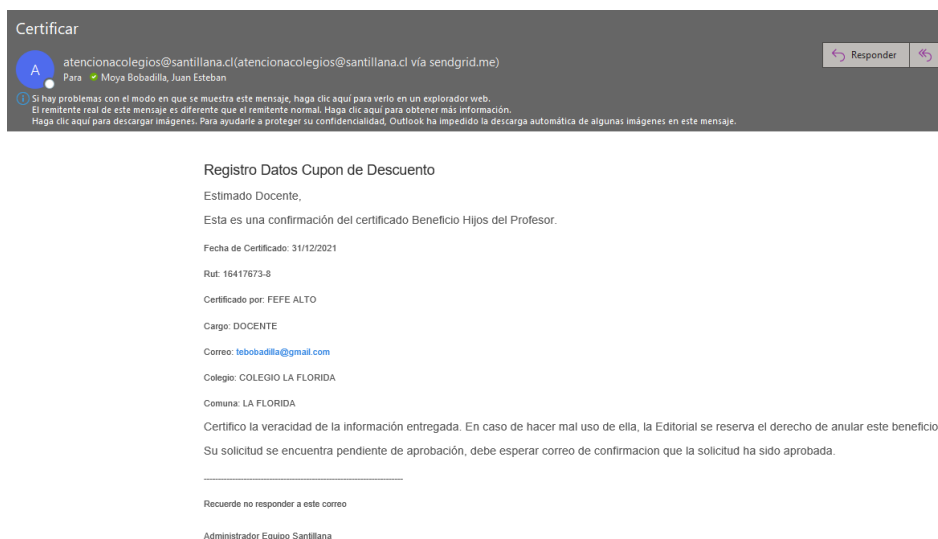 Certificar
A
atencionacolegios@santillana.cl(atencionacolegios@santillana.cl vía sendgrid.me)
Responder
Para Moya Bobadilla, Juan Esteban
Si hay problemas con el modo en que se muestra este mensaje, haga clic aquí para verlo en un explorador web.
El remitente real de este mensaje es diferente que el remitente normal. Haga clic aquí para obtener más información.
Haga clic aquí para descargar imágenes. Para ayudarle a proteger su confidencialidad, Outlook ha impedido la descarga automática de algunas imágenes en este mensaje.
Registro Datos Cupon de Descuento
Estimado Docente,
Esta es una confirmación del certificado Beneficio Hijos del Profesor.
Fecha de Certificado: 31/12/2021
Rut: 16417673-8
Certificado por: FEFE ALTO
Cargo: DOCENTE
Correo: tebobadilla@gmail.com
Colegio: COLEGIO LA FLORIDA
Comuna: LA FLORIDA
Certifico la veracidad de la información entregada. En caso de hacer mal uso de ella, la Editorial se reserva el derecho de anular este beneficio
Su solicitud se encuentra pendiente de aprobación, debe esperar correo de confirmacion que la solicitud ha sido aprobada.
------------------------------------------------------------------------
Recuerde no responder a este correo
Administrador Equipo Santillana